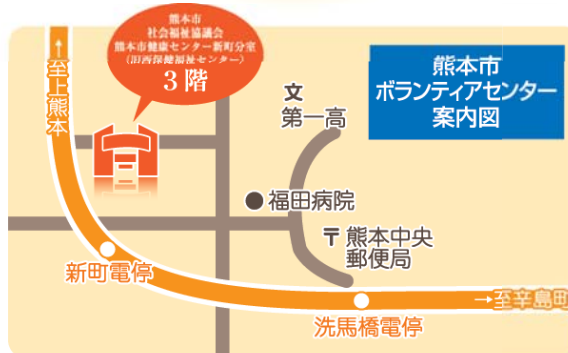 熊本市
社会福祉協議会
熊本市健康センター新町分室
(旧西保健福祉センター)
3階
熊本市
ボランティアセンター
案内図
←至上熊本
文
第一高
福田病院
〒熊本中央
郵便局
新町電停
洗馬橋電停
→至辛島町